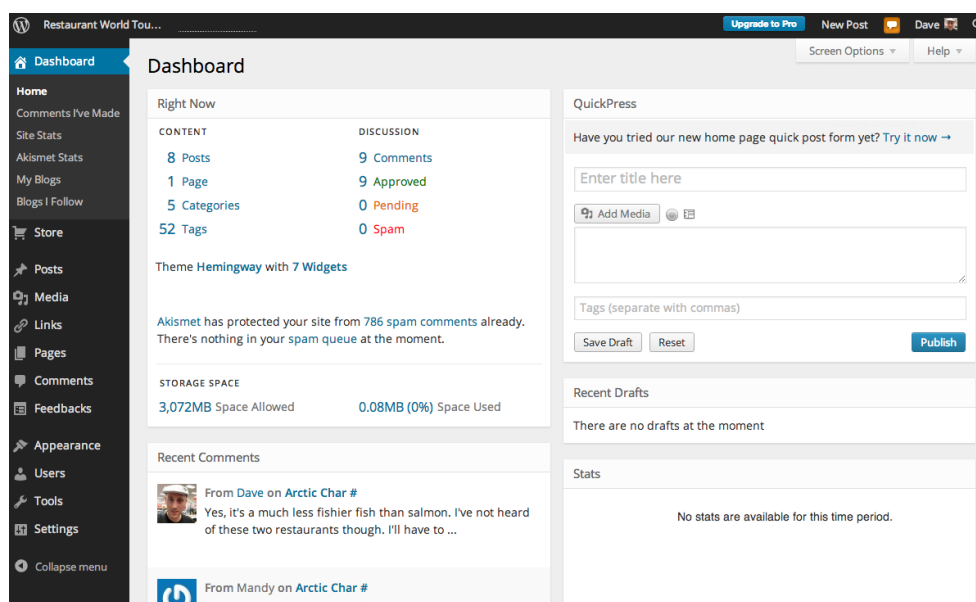 Restaurant World Tou...
Upgrade to Pro
New Post
Dave
Dashboard
Home
Comments I've Made
Site Stats
Akismet Stats
My Blogs
Blogs I Follow
Store
Posts
Media
Links
Pages
Comments
Feedbacks
Appearance
Users
Tools
Settings
Collapse menu
Screen Options
Help
Dashboard
Right Now
CONTENT
8 Posts
1 Page
5 Categories
52 Tags
DISCUSSION
9 Comments
9 Approved
0 Pending
0 Spam
Theme Hemingway with 7 Widgets
Akismet has protected your site from 786 spam comments already.
There's nothing in your spam queue at the moment.
STORAGE SPACE
3,072MB Space Allowed
0.08MB (0%) Space Used
Recent Comments
From Dave on Arctic Char #
Yes, it's a much less fishier fish than salmon. I've not heard
of these two restaurants though. I'll have to ...
From Mandy on Arctic Char #
QuickPress
Have you tried our new home page quick post form yet? Try it now →
Enter title here
Add Media
Tags (separate with commas)
Save Draft
Reset
Publish
Recent Drafts
There are no drafts at the moment
Stats
No stats are available for this time period.